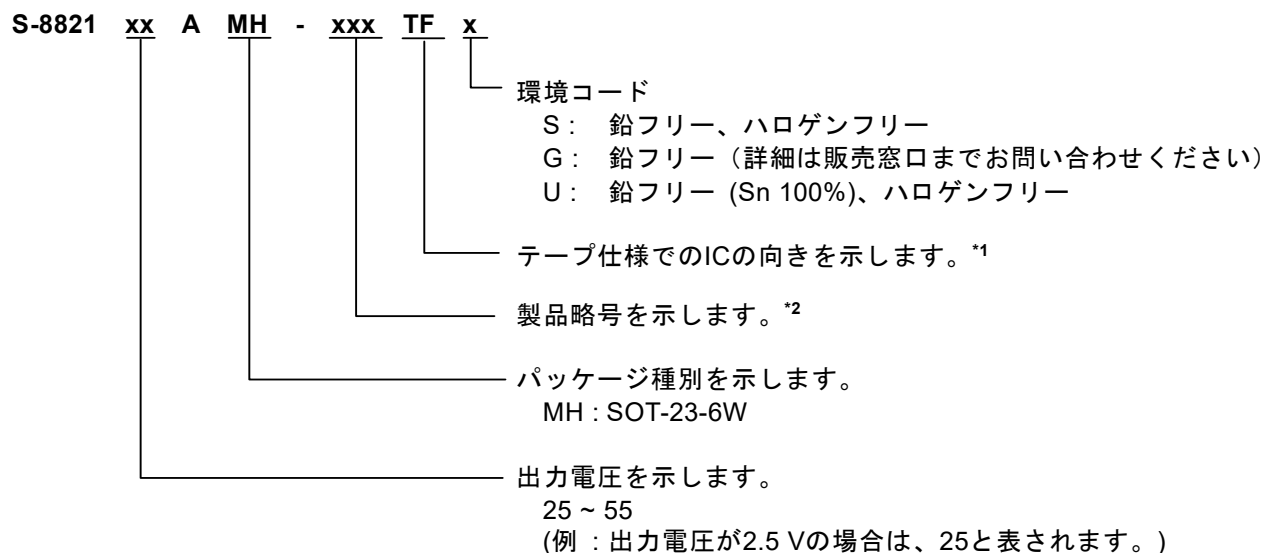 S-8821 xx A MH - xxx TF x
環境コード
S : 鉛フリー、ハロゲンフリー
G : 鉛フリー（詳細は販売窓口までお問い合わせください）
U : 鉛フリー (Sn 100%)、ハロゲンフリー
テープ仕様でのICの向きを示します。*1
製品略号を示します。*2
パッケージ種別を示します。
MH : SOT-23-6W
出力電圧を示します。
25 ~ 55
(例 : 出力電圧が2.5 Vの場合は、25と表されます。)